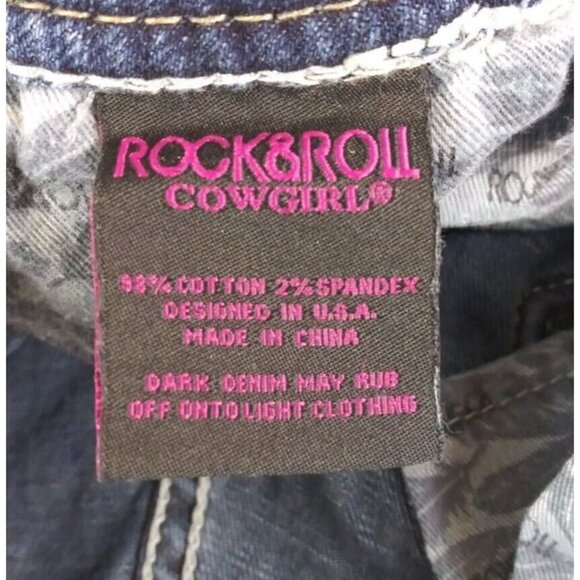 ROCK&ROLL
COWGIRL®
98% COTTON 2% SPANDEX
DESIGNED IN U.S.A.
MADE IN CHINA
DARK DENIM MAY RUB
OFF ONTO LIGHT CLOTHING